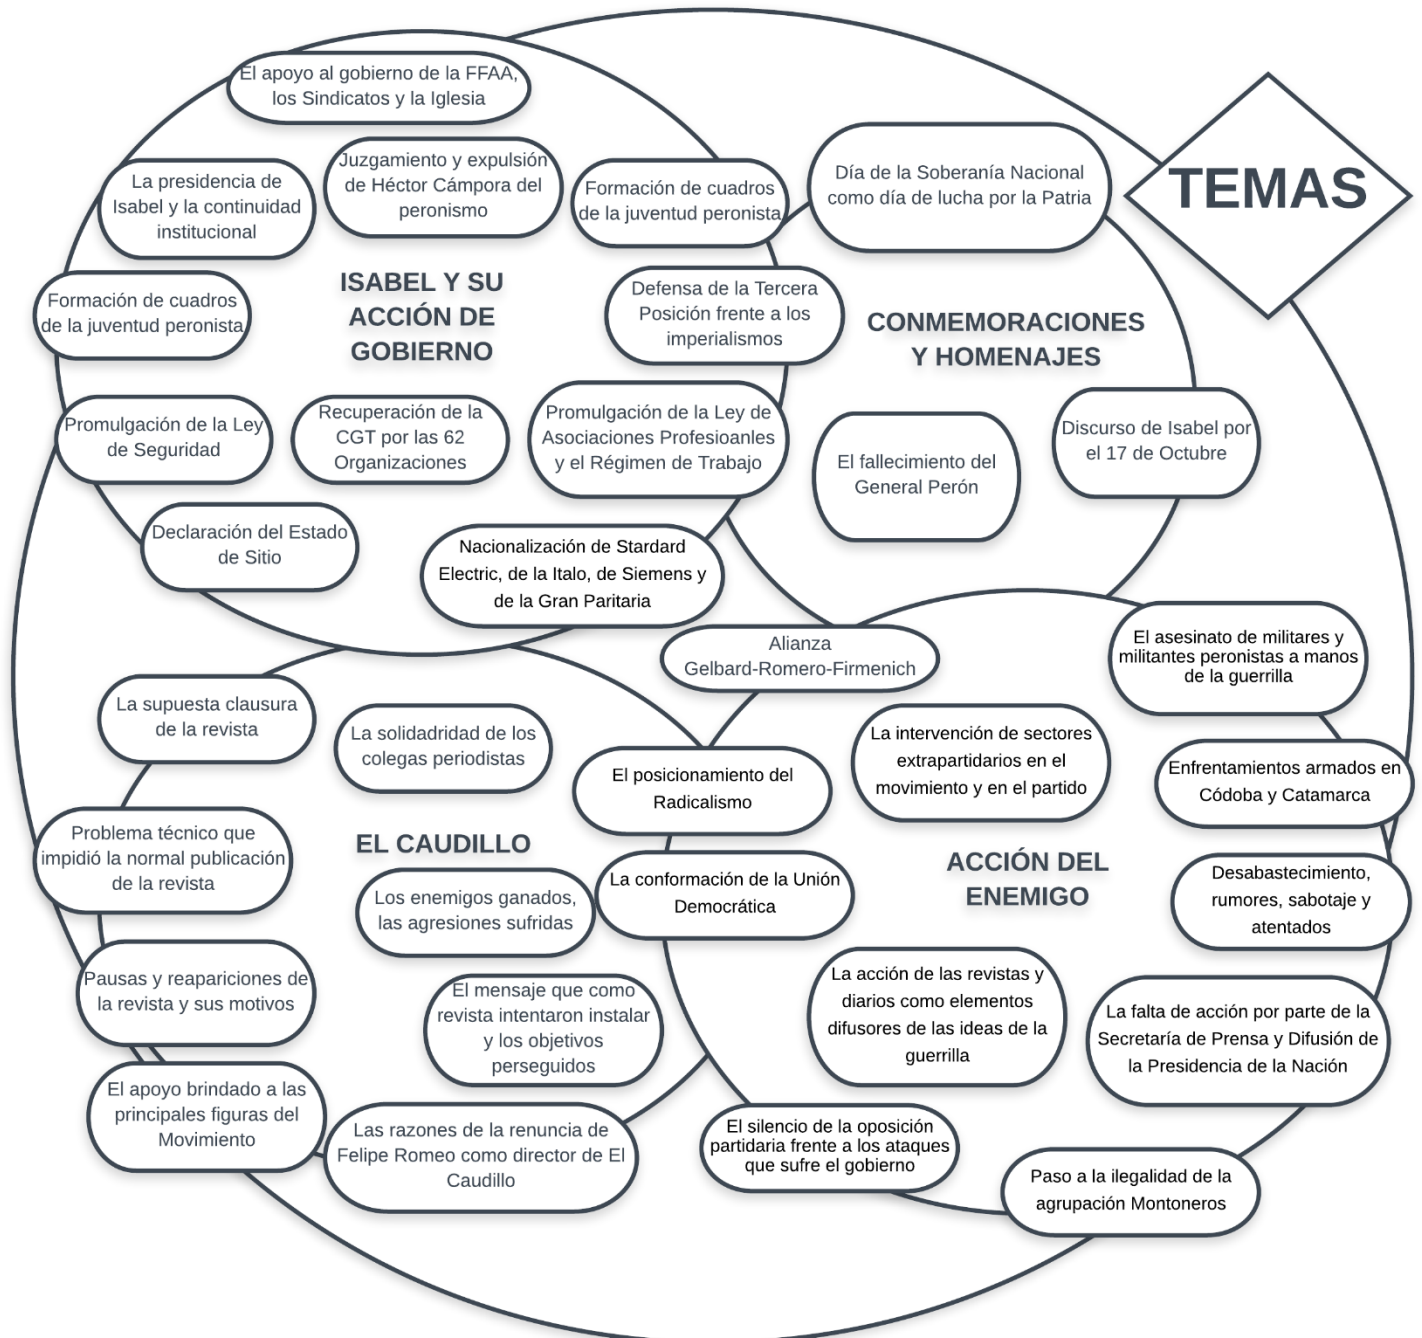 TEMAS
ISABEL Y SU
ACCIÓN DE
GOBIERNO
El apoyo al gobierno de la FFAA,
los Sindicatos y la Iglesia
La presidencia de
Isabel y la continuidad
institucional
Juzgamiento y expulsión
de Héctor Cámpora del
peronismo
Formación de cuadros
de la juventud peronista
Formación de cuadros
de la juventud peronista
Defensa de la Tercera
Posición frente a los
imperialismos
Promulgación de la Ley
de Seguridad
Recuperación de la
CGT por las 62
Organizaciones
Promulgación de la Ley de
Asociaciones Profesioanles
y el Régimen de Trabajo
Declaración del Estado
de Sitio
Nacionalización de Stardard
Electric, de la Italo, de Siemens y
de la Gran Paritaria
CONMEMORACIONES
Y HOMENAJES
Día de la Soberanía Nacional
como día de lucha por la Patria
El fallecimiento del
General Perón
Discurso de Isabel por
el 17 de Octubre
Alianza
Gelbard-Romero-Firmenich
EL CAUDILLO
La supuesta clausura
de la revista
La solidadridad de los
colegas periodistas
Problema técnico que
impidió la normal publicación
de la revista
Los enemigos ganados,
las agresiones sufridas
Pausas y reapariciones de
la revista y sus motivos
El mensaje que como
revista intentaron instalar
y los objetivos
perseguidos
El apoyo brindado a las
principales figuras del
Movimiento
Las razones de la renuncia de
Felipe Romeo como director de El
Caudillo
ACCIÓN DEL
ENEMIGO
El asesinato de militares y
militantes peronistas a manos
de la guerrilla
La intervención de sectores
extrapartidarios en el
movimiento y en el partido
El posicionamiento del
Radicalismo
Enfrentamientos armados en
Córdoba y Catamarca
La conformación de la Unión
Democrática
Desabastecimiento,
rumores, sabotaje y
atentados
La acción de las revistas y
diarios como elementos
difusores de las ideas de la
guerrilla
La falta de acción por parte de la
Secretaría de Prensa y Difusión de
la Presidencia de la Nación
El silencio de la oposición
partidaria frente a los ataques
que sufre el gobierno
Paso a la ilegalidad de la
agrupación Montoneros